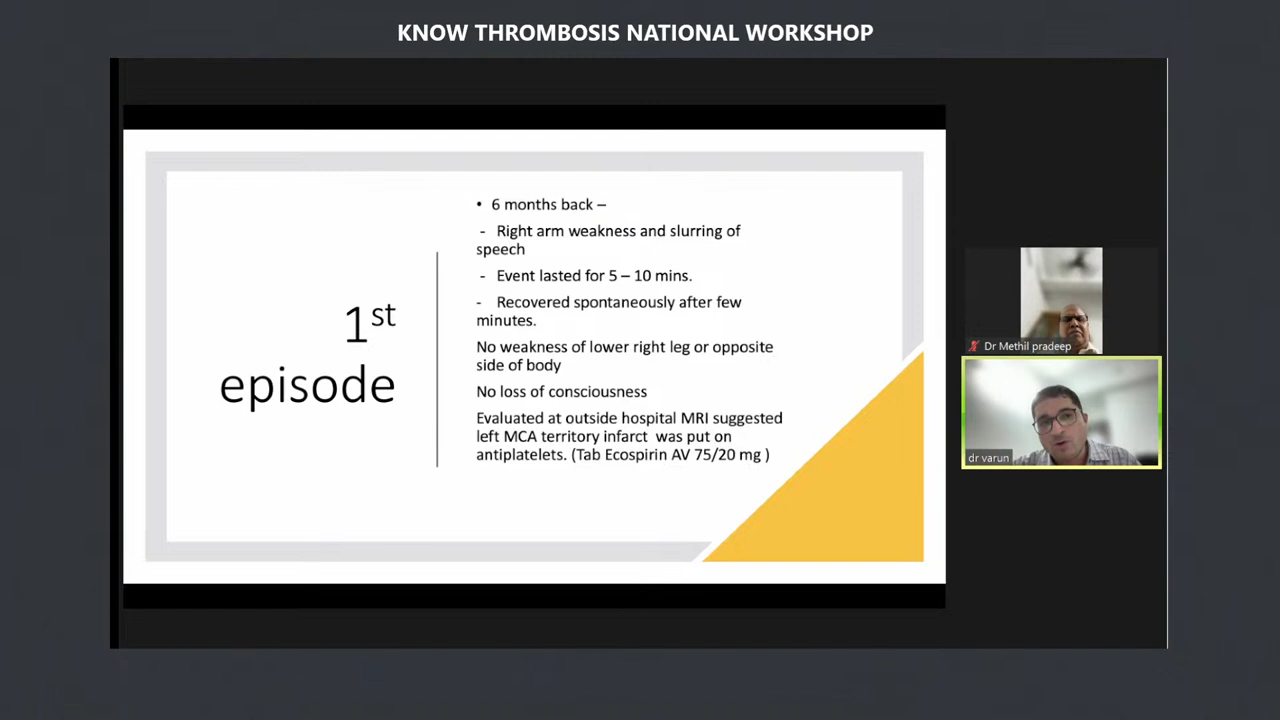 KNOW THROMBOSIS NATIONAL WORKSHOP
1st
episode
• 6 months back –
- Right arm weakness and slurring of
speech
- Event lasted for 5 – 10 mins.
- Recovered spontaneously after few
minutes.
No weakness of lower right leg or opposite
side of body
No loss of consciousness
Evaluated at outside hospital MRI suggested
left MCA territory infarct was put on
antiplatelets. (Tab Ecospirin AV 75/20 mg )
Dr Methil pradeep
dr varun